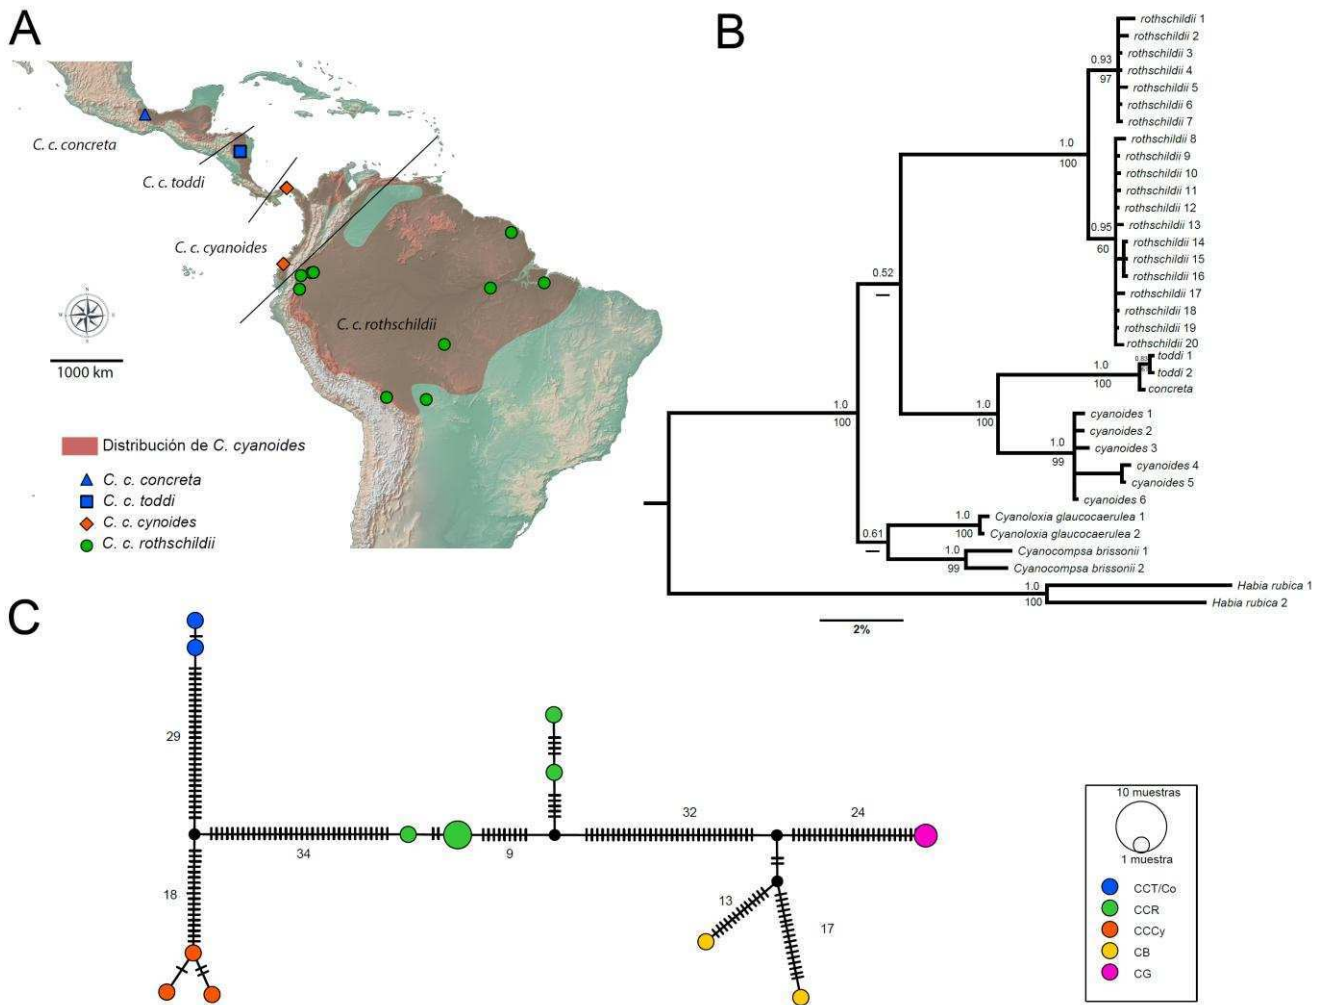 A
C. c. concreta
C. c. toddi
C. c. cyanoides
C. c. rothschildii
1000 km
Distribución de C. cyanoides
C. c. concreta
C. c. toddi
C. c. cynoides
C. c. rothschildii
B
rothschildii 1
rothschildii 2
0.93
rothschildii 3
97
rothschildii 4
rothschildii 5
rothschildii 6
rothschildii 7
1.0
100
rothschildii 8
rothschildii 9
rothschildii 10
rothschildii 11
rothschildii 12
rothschildii 13
0.95
60
rothschildii 14
rothschildii 15
rothschildii 16
rothschildii 17
rothschildii 18
rothschildii 19
rothschildii 20
0.52
—
toddi 1
0.83
toddi 2
1.0
100
concreta
1.0
100
cyanoides 1
cyanoides 2
1.0
99
cyanoides 3
cyanoides 4
cyanoides 5
cyanoides 6
1.0
100
Cyanoloxia glaucocaerulea 1
1.0
100
Cyanoloxia glaucocaerulea 2
0.61
—
Cyanocompsa brissonii 1
1.0
99
Cyanocompsa brissonii 2
Habia rubica 1
1.0
100
Habia rubica 2
2%
C
29
34
18
9
32
24
13
17
10 muestras
1 muestra
CCT/Co
CCR
CCCy
CB
CG